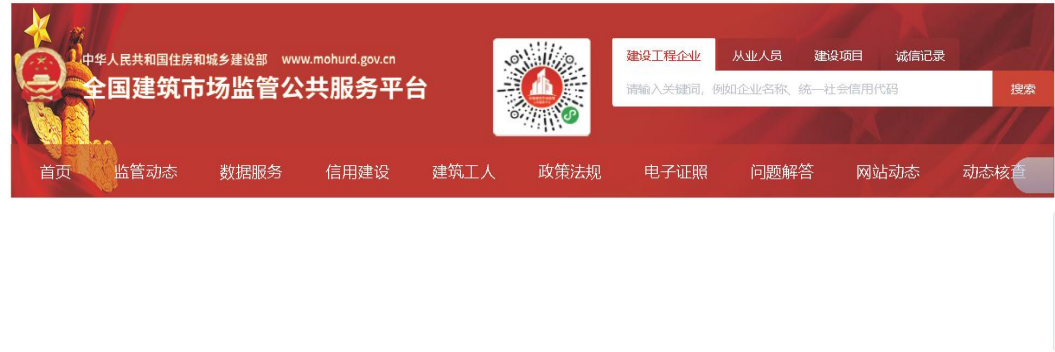 中华人民共和国住房和城乡建设部 www.mohurd.gov.cn
全国建筑市场监管公共服务平台
建设工程企业 从业人员 建设项目 诚信记录
请输入关键词，例如企业名称、统一社会信用代码 搜索
首页 监管动态 数据服务 信用建设 建筑工人 政策法规 电子证照 问题解答 网站动态 动态核查